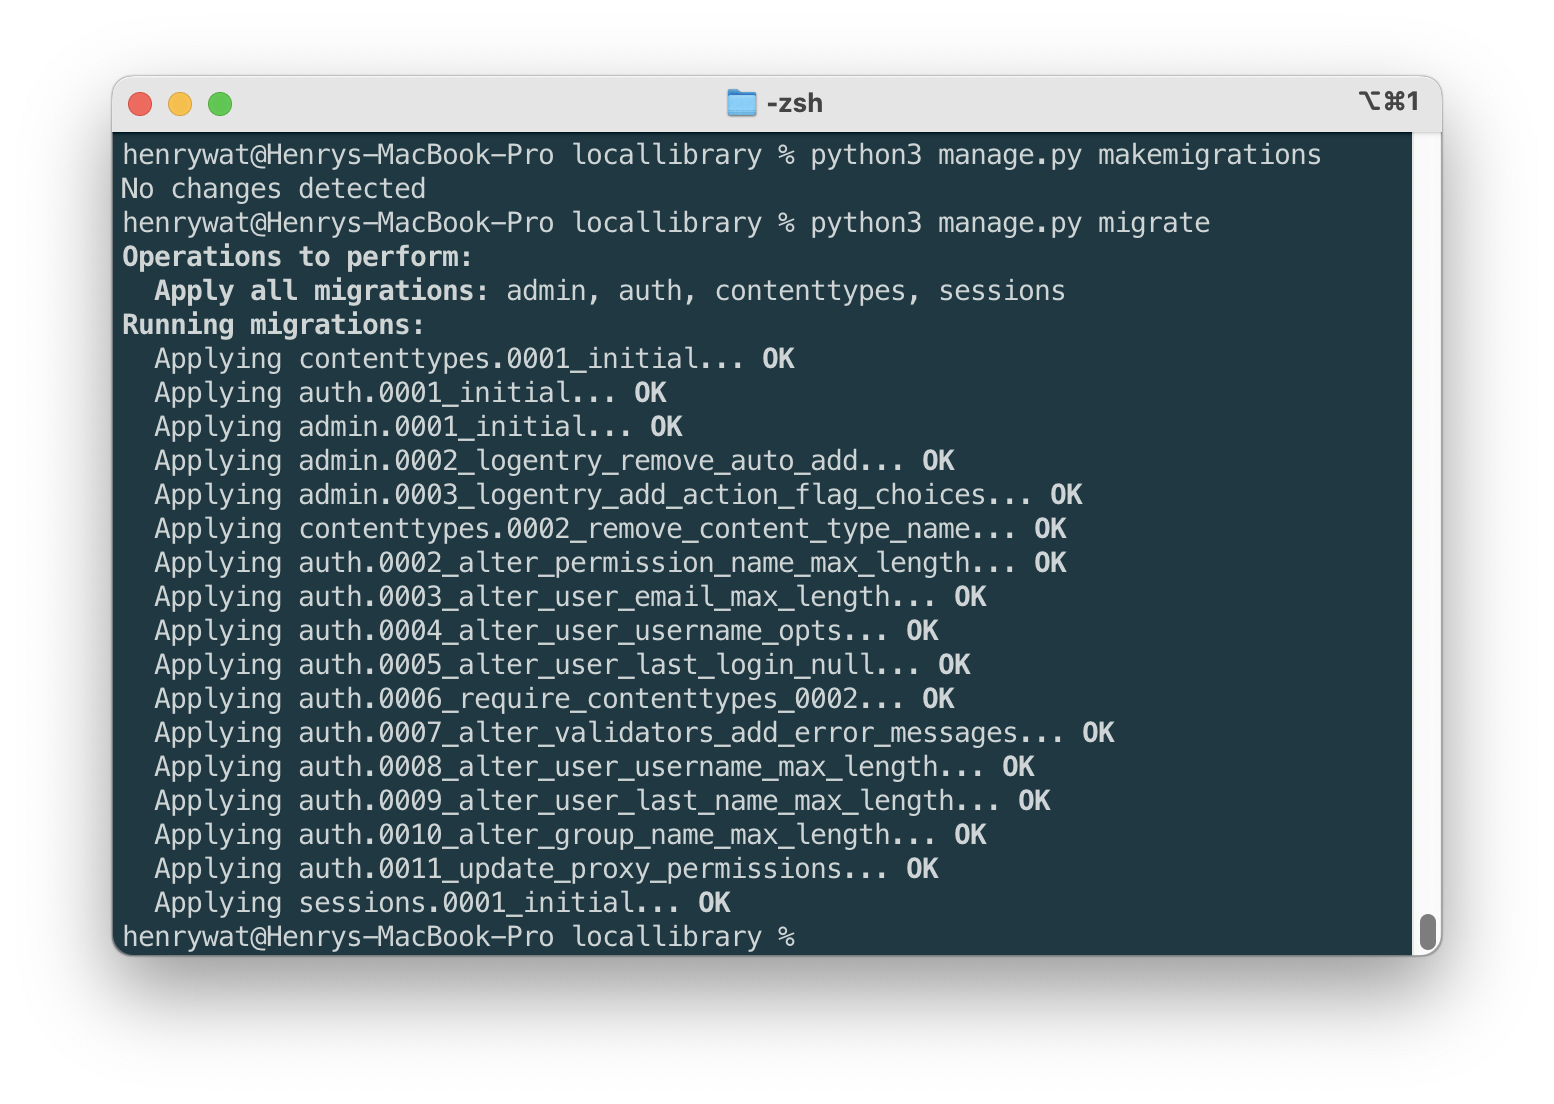 -zsh ⌥⌘1
henrywat@Henrys-MacBook-Pro locallibrary % python3 manage.py makemigrations
No changes detected
henrywat@Henrys-MacBook-Pro locallibrary % python3 manage.py migrate
Operations to perform:
  Apply all migrations: admin, auth, contenttypes, sessions
Running migrations:
  Applying contenttypes.0001_initial... OK
  Applying auth.0001_initial... OK
  Applying admin.0001_initial... OK
  Applying admin.0002_logentry_remove_auto_add... OK
  Applying admin.0003_logentry_add_action_flag_choices... OK
  Applying contenttypes.0002_remove_content_type_name... OK
  Applying auth.0002_alter_permission_name_max_length... OK
  Applying auth.0003_alter_user_email_max_length... OK
  Applying auth.0004_alter_user_username_opts... OK
  Applying auth.0005_alter_user_last_login_null... OK
  Applying auth.0006_require_contenttypes_0002... OK
  Applying auth.0007_alter_validators_add_error_messages... OK
  Applying auth.0008_alter_user_username_max_length... OK
  Applying auth.0009_alter_user_last_name_max_length... OK
  Applying auth.0010_alter_group_name_max_length... OK
  Applying auth.0011_update_proxy_permissions... OK
  Applying sessions.0001_initial... OK
henrywat@Henrys-MacBook-Pro locallibrary %